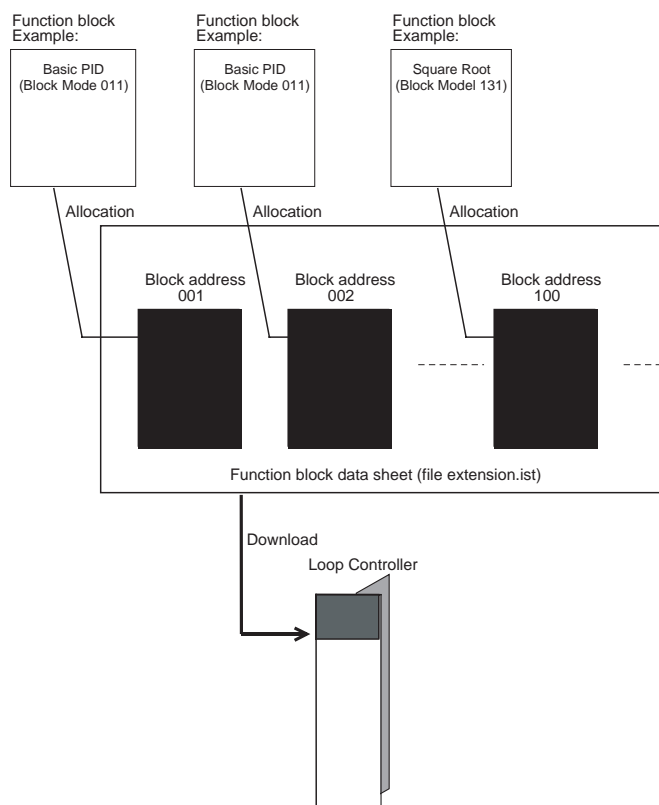 Function block
Example:
Function block
Example:
Function block
Example:
Basic PID
(Block Mode 011)
Basic PID
(Block Mode 011)
Square Root
(Block Model 131)
Allocation
Allocation
Allocation
Block address
001
Block address
002
Block address
100
Function block data sheet (file extension.ist)
Download
Loop Controller